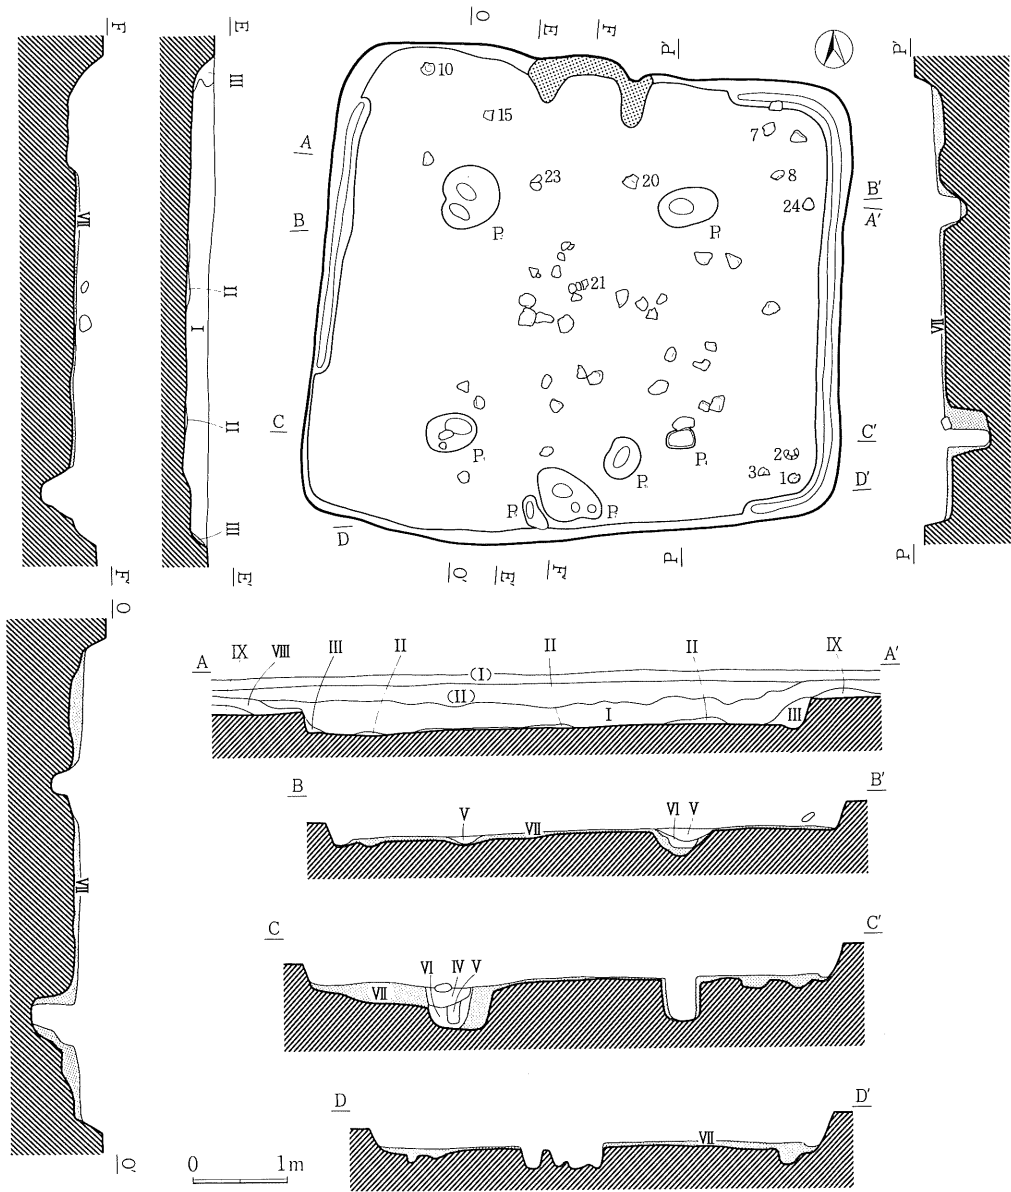 F
E
O
E
F
P'
P'
10
III
15
7
A
23
20
8
24
B'
A'
B
P.
P.
VII
21
II
I
VII
II
C
C'
P.
P.
P.
2
3
1
D'
P.
P.
III
D
P
P
F'
E'
O'
E'
F'
O
A
IX
VIII
III
II
II
II
IX
A'
(I)
(II)
I
III
B
B'
V
VII
VI
V
VII
C
C'
VI
IV
V
VII
D
D'
VII
O'
0
1m